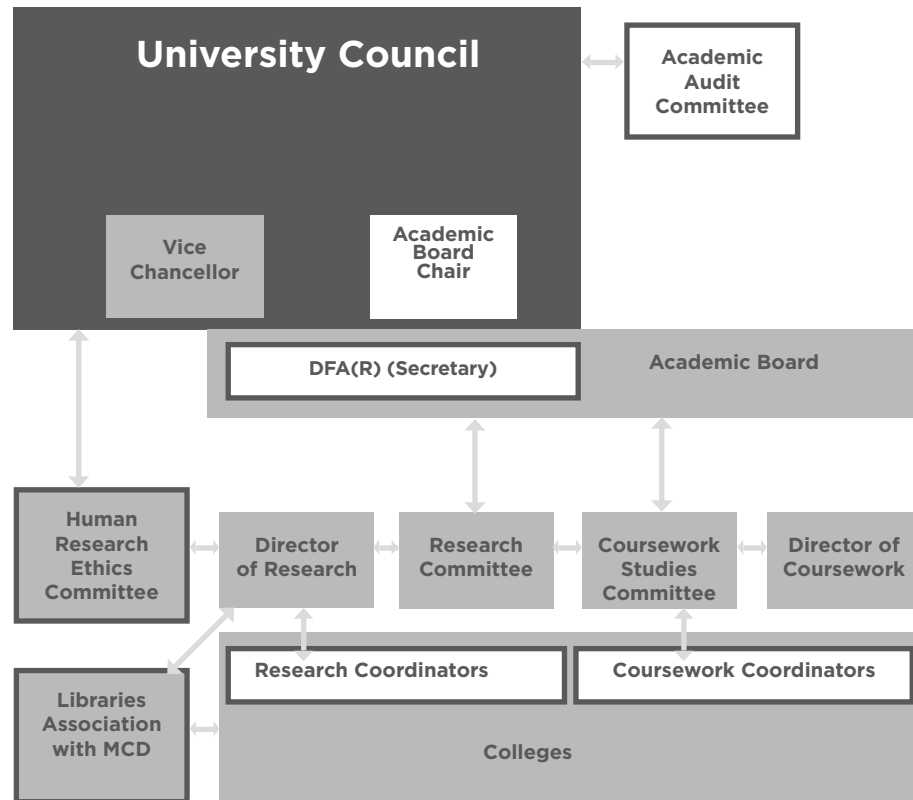 University Council
Academic
Audit
Committee
Vice
Chancellor
Academic
Board
Chair
DFA(R) (Secretary)
Academic Board
Human
Research
Ethics
Committee
Director
of Research
Research
Committee
Coursework
Studies
Committee
Director of
Coursework
Research Coordinators
Coursework Coordinators
Libraries
Association
with MCD
Colleges